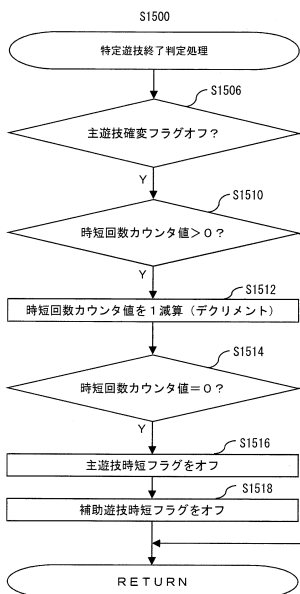 S1500
特定遊技終了判定処理
S1506
主遊技確変フラグオフ?
Y
S1510
時短回数カウンタ値>0?
Y
S1512
時短回数カウンタ値を1減算(デクリメント)
S1514
時短回数カウンタ値=0?
Y
S1516
主遊技時短フラグをオフ
S1518
補助遊技時短フラグをオフ
RETURN